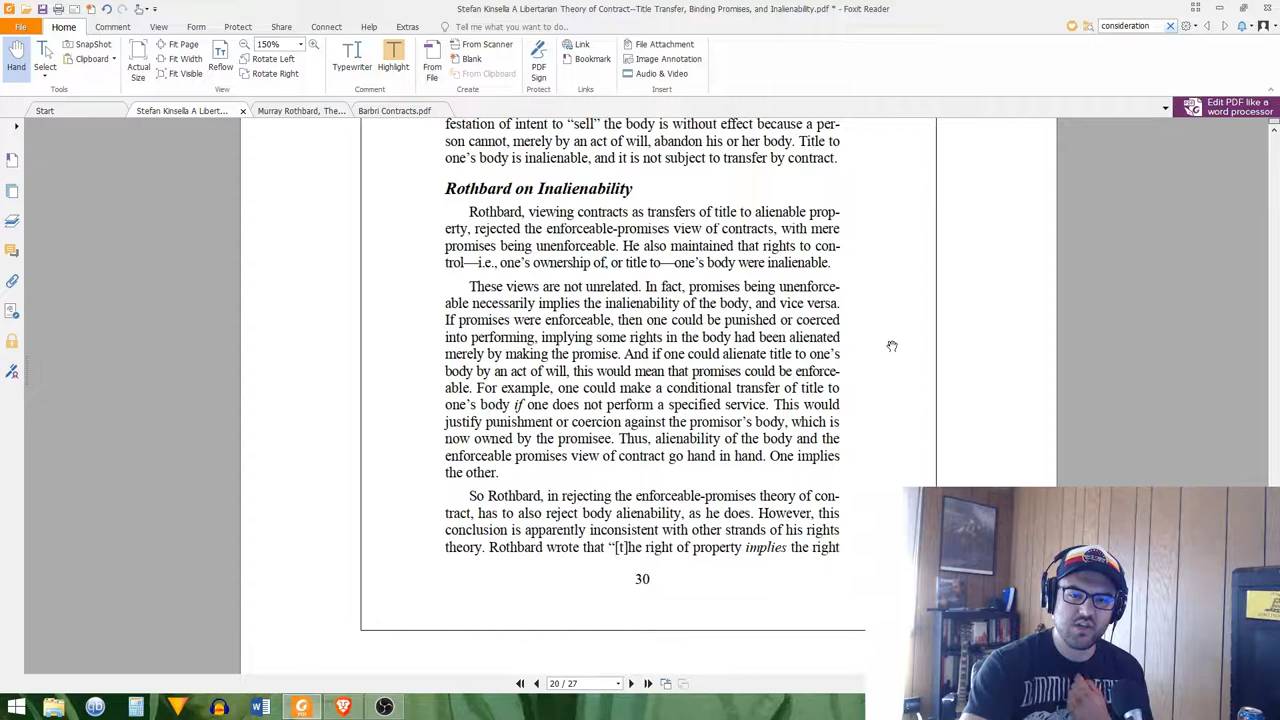 Stefan Kinsella A Libertarian Theory of Contract--Title Transfer, Binding Promises, and Inalienability.pdf * - Foxit Reader
File Home Comment View Form Protect Share Connect Help Extras Tell me what you want to do... consideration
Hand
Select
SnapShot
Clipboard
Tools
Actual Size
Fit Page
Fit Width
Fit Visible
Reflow
150%
Rotate Left
Rotate Right
View
Typewriter
Highlight
Comment
From File
From Scanner
Blank
From Clipboard
Create
PDF Sign
Protect
Link
Bookmark
Links
File Attachment
Image Annotation
Audio & Video
Insert
Start Stefan Kinsella A Libert... Murray Rothbard, The... Barbri Contracts.pdf
Edit PDF like a word processor
festation of intent to “sell” the body is without effect because a per-
son cannot, merely by an act of will, abandon his or her body. Title to
one’s body is inalienable, and it is not subject to transfer by contract.
Rothbard on Inalienability
Rothbard, viewing contracts as transfers of title to alienable prop-
erty, rejected the enforceable-promises view of contracts, with mere
promises being unenforceable. He also maintained that rights to con-
trol—i.e., one’s ownership of, or title to—one’s body were inalienable.
These views are not unrelated. In fact, promises being unenforce-
able necessarily implies the inalienability of the body, and vice versa.
If promises were enforceable, then one could be punished or coerced
into performing, implying some rights in the body had been alienated
merely by making the promise. And if one could alienate title to one’s
body by an act of will, this would mean that promises could be enforce-
able. For example, one could make a conditional transfer of title to
one’s body if one does not perform a specified service. This would
justify punishment or coercion against the promisor’s body, which is
now owned by the promisee. Thus, alienability of the body and the
enforceable promises view of contract go hand in hand. One implies
the other.
So Rothbard, in rejecting the enforceable-promises theory of con-
tract, has to also reject body alienability, as he does. However, this
conclusion is apparently inconsistent with other strands of his rights
theory. Rothbard wrote that “[t]he right of property implies the right
30
20 / 27